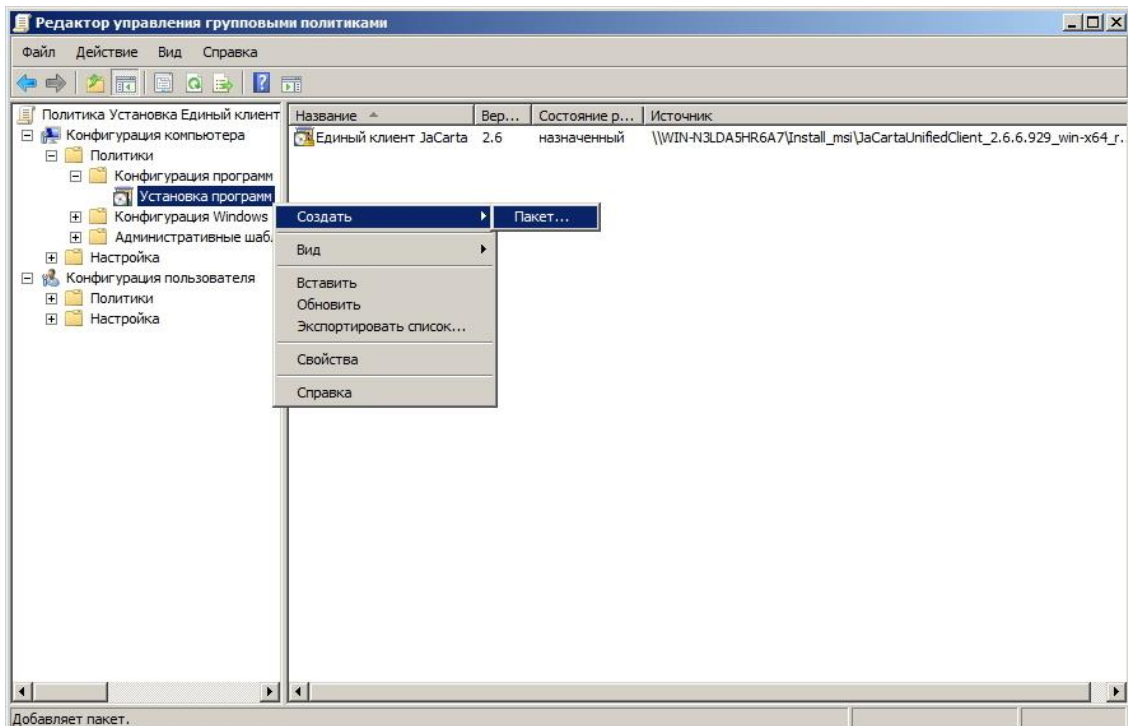 Редактор управления групповыми политиками
Файл Действие Вид Справка
Политика Установка Единый клиент
Конфигурация компьютера
Политики
Конфигурация программ
Установка программ
Конфигурация Windows
Административные шаб.
Настройка
Конфигурация пользователя
Политики
Настройка
Название Вер... Состояние р... Источник
Единый клиент JaCarta 2.6 назначенный \\WIN-N3LDA5HR6A7\Install_msi\JaCartaUnifiedClient_2.6.6.929_win-x64_r..
Создать
Пакет...
Вид
Вставить
Обновить
Экспортировать список...
Свойства
Справка
Добавляет пакет.